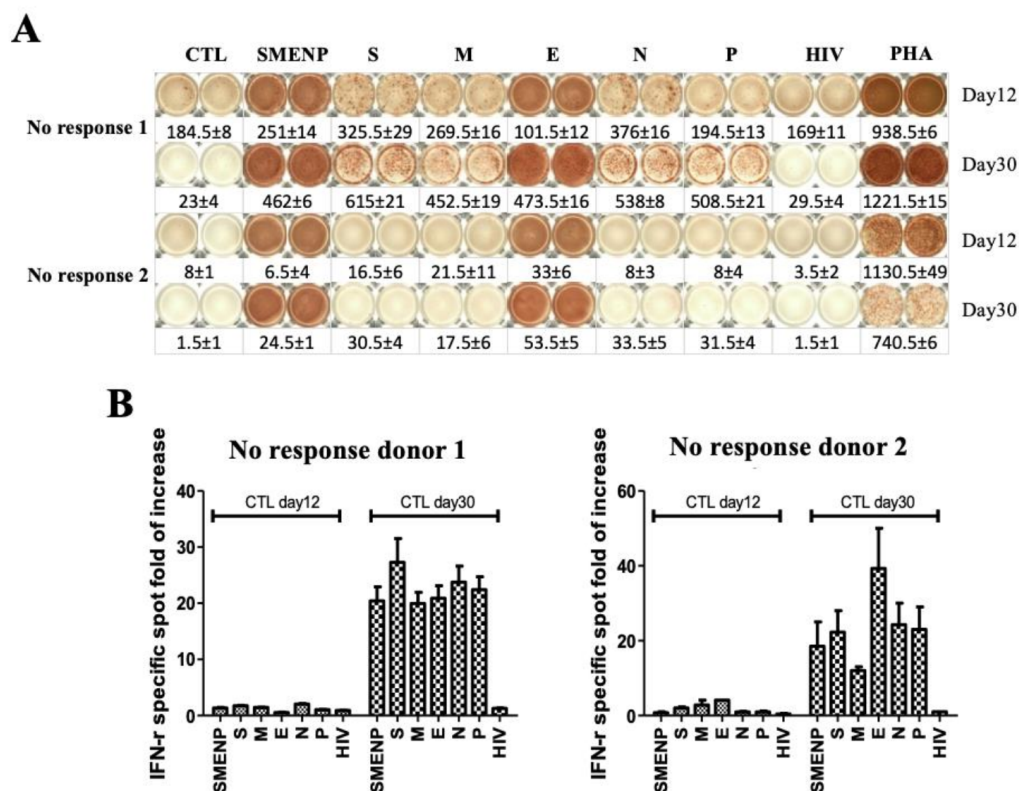 A
CTL SMENP S M E N P HIV PHA
Day12
No response 1
184.5±8 251±14 325.5±29 269.5±16 101.5±12 376±16 194.5±13 169±11 938.5±6
Day30
23±4 462±6 615±21 452.5±19 473.5±16 538±8 508.5±21 29.5±4 1221.5±15
Day12
No response 2
8±1 6.5±4 16.5±6 21.5±11 33±6 8±3 8±4 3.5±2 1130.5±49
Day30
1.5±1 24.5±1 30.5±4 17.5±6 53.5±5 33.5±5 31.5±4 1.5±1 740.5±6
B
No response donor 1
IFN-r specific spot fold of increase
40
30
20
10
0
CTL day12 CTL day30
SMENP S M E N P HIV SMENP S M E N P HIV
No response donor 2
IFN-r specific spot fold of increase
60
40
20
0
CTL day12 CTL day30
SMENP S M E N P HIV SMENP S M E N P HIV